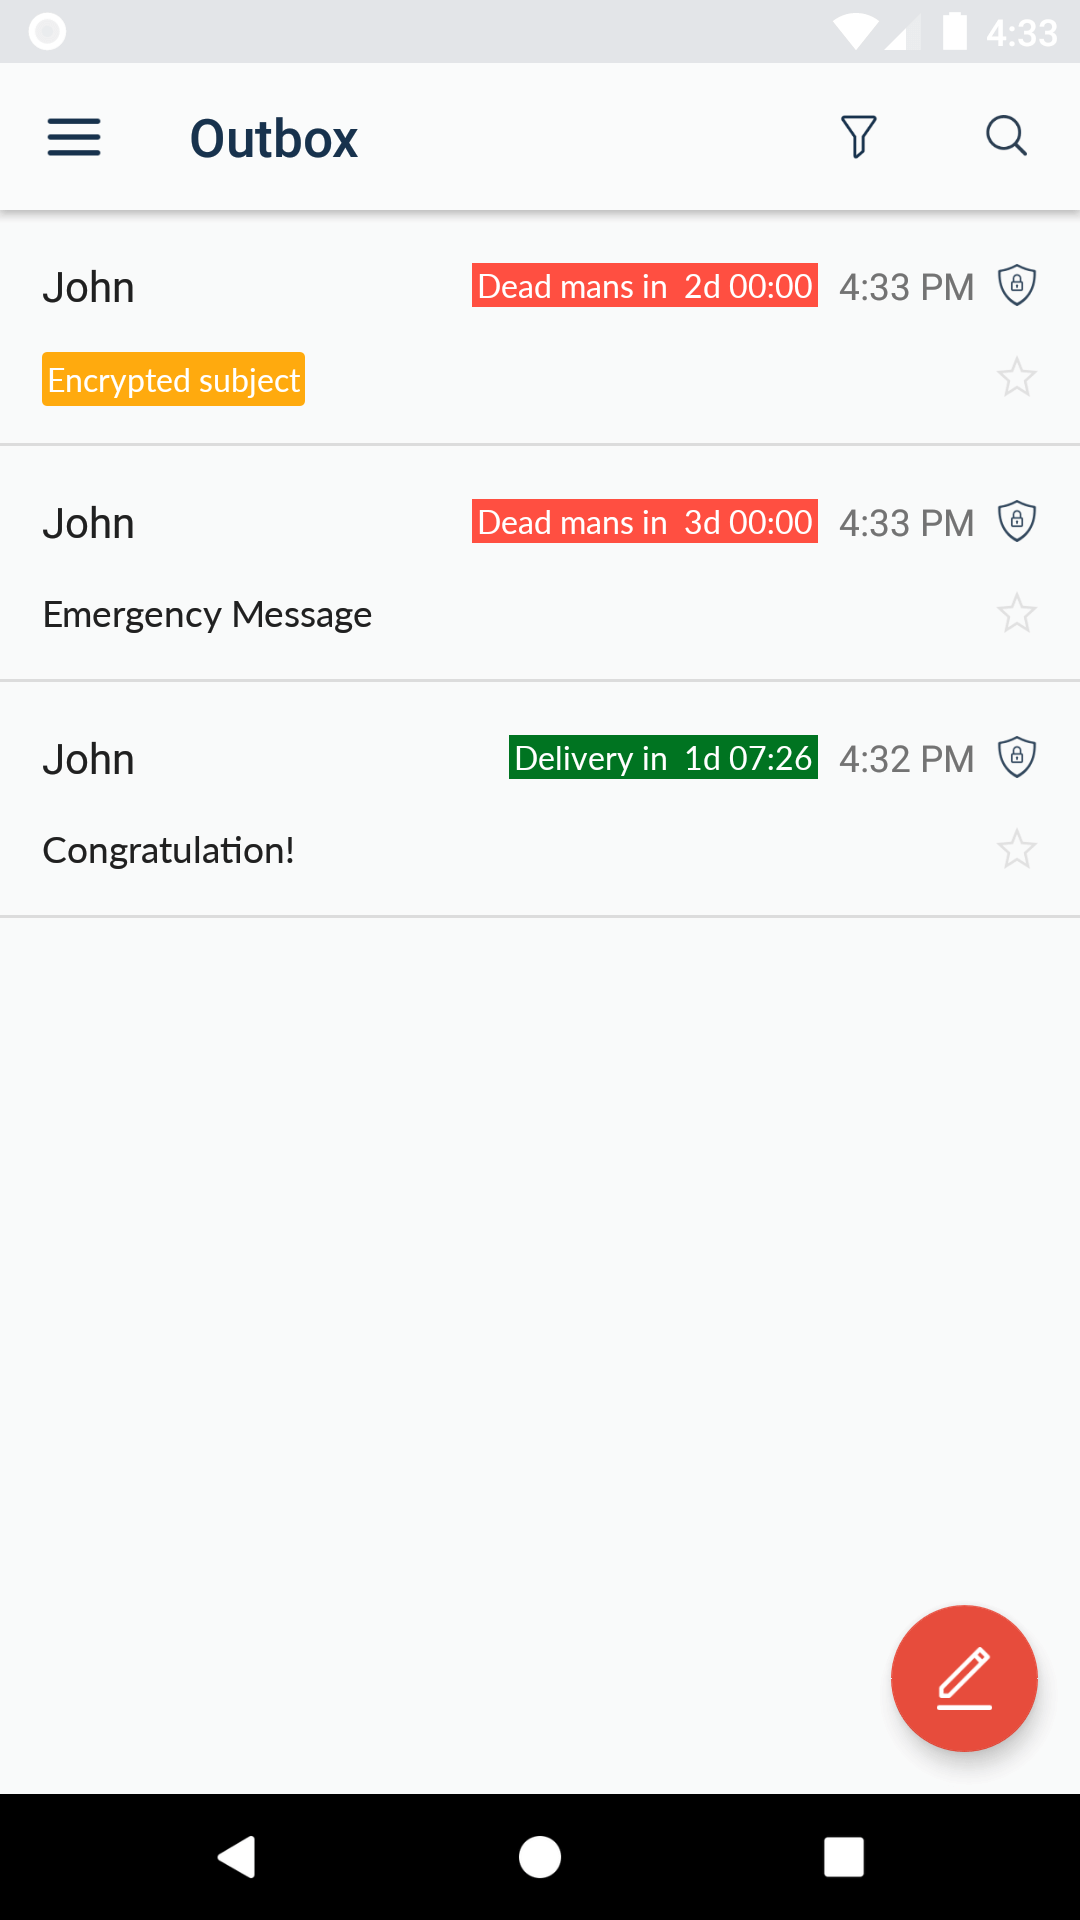 4:33
Outbox
John Dead mans in 2d 00:00 4:33 PM
Encrypted subject
John Dead mans in 3d 00:00 4:33 PM
Emergency Message
John Delivery in 1d 07:26 4:32 PM
Congratulation!